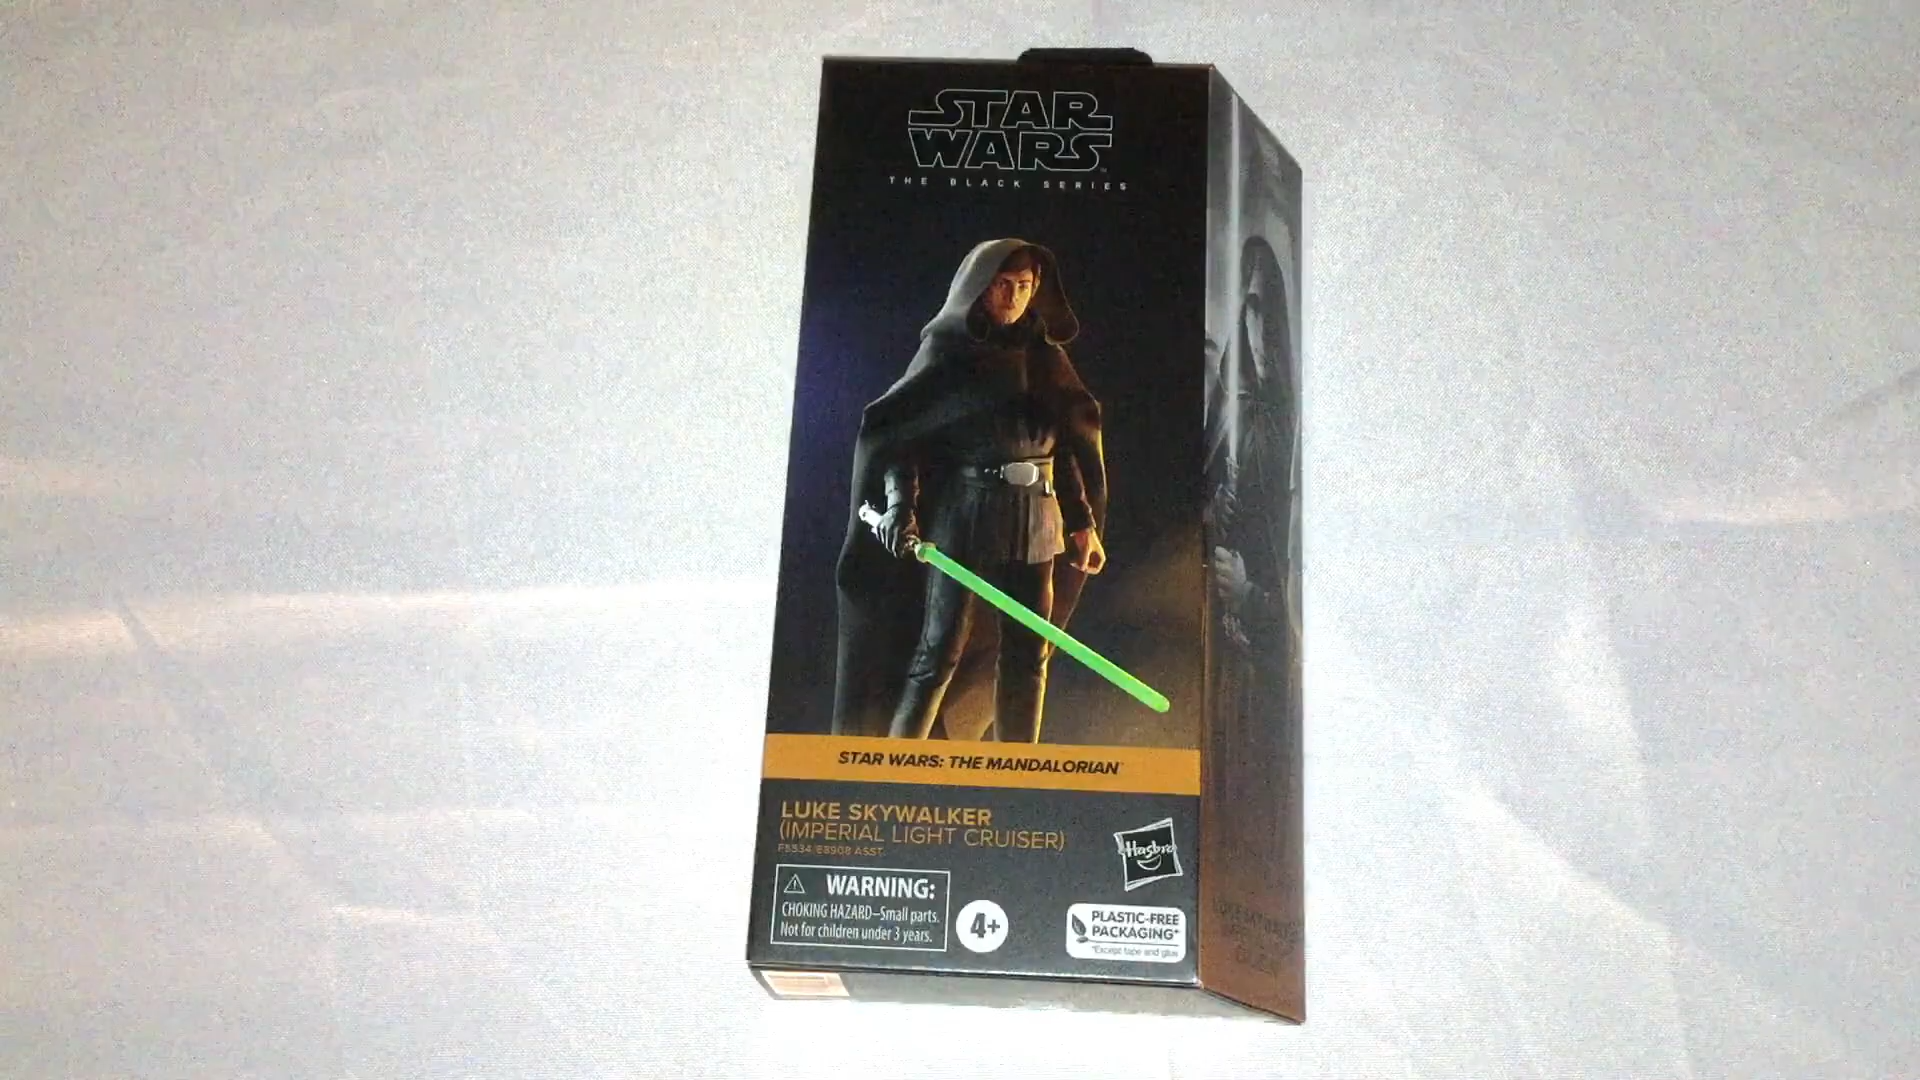 STAR
WARS
THE BLACK SERIES
STAR WARS: THE MANDALORIAN
LUKE SKYWALKER
(IMPERIAL LIGHT CRUISER)
F5534/E8908 ASST.
WARNING:
CHOKING HAZARD–Small parts.
Not for children under 3 years.
4+
Hasbro
PLASTIC-FREE
PACKAGING*
*Except tape and glue